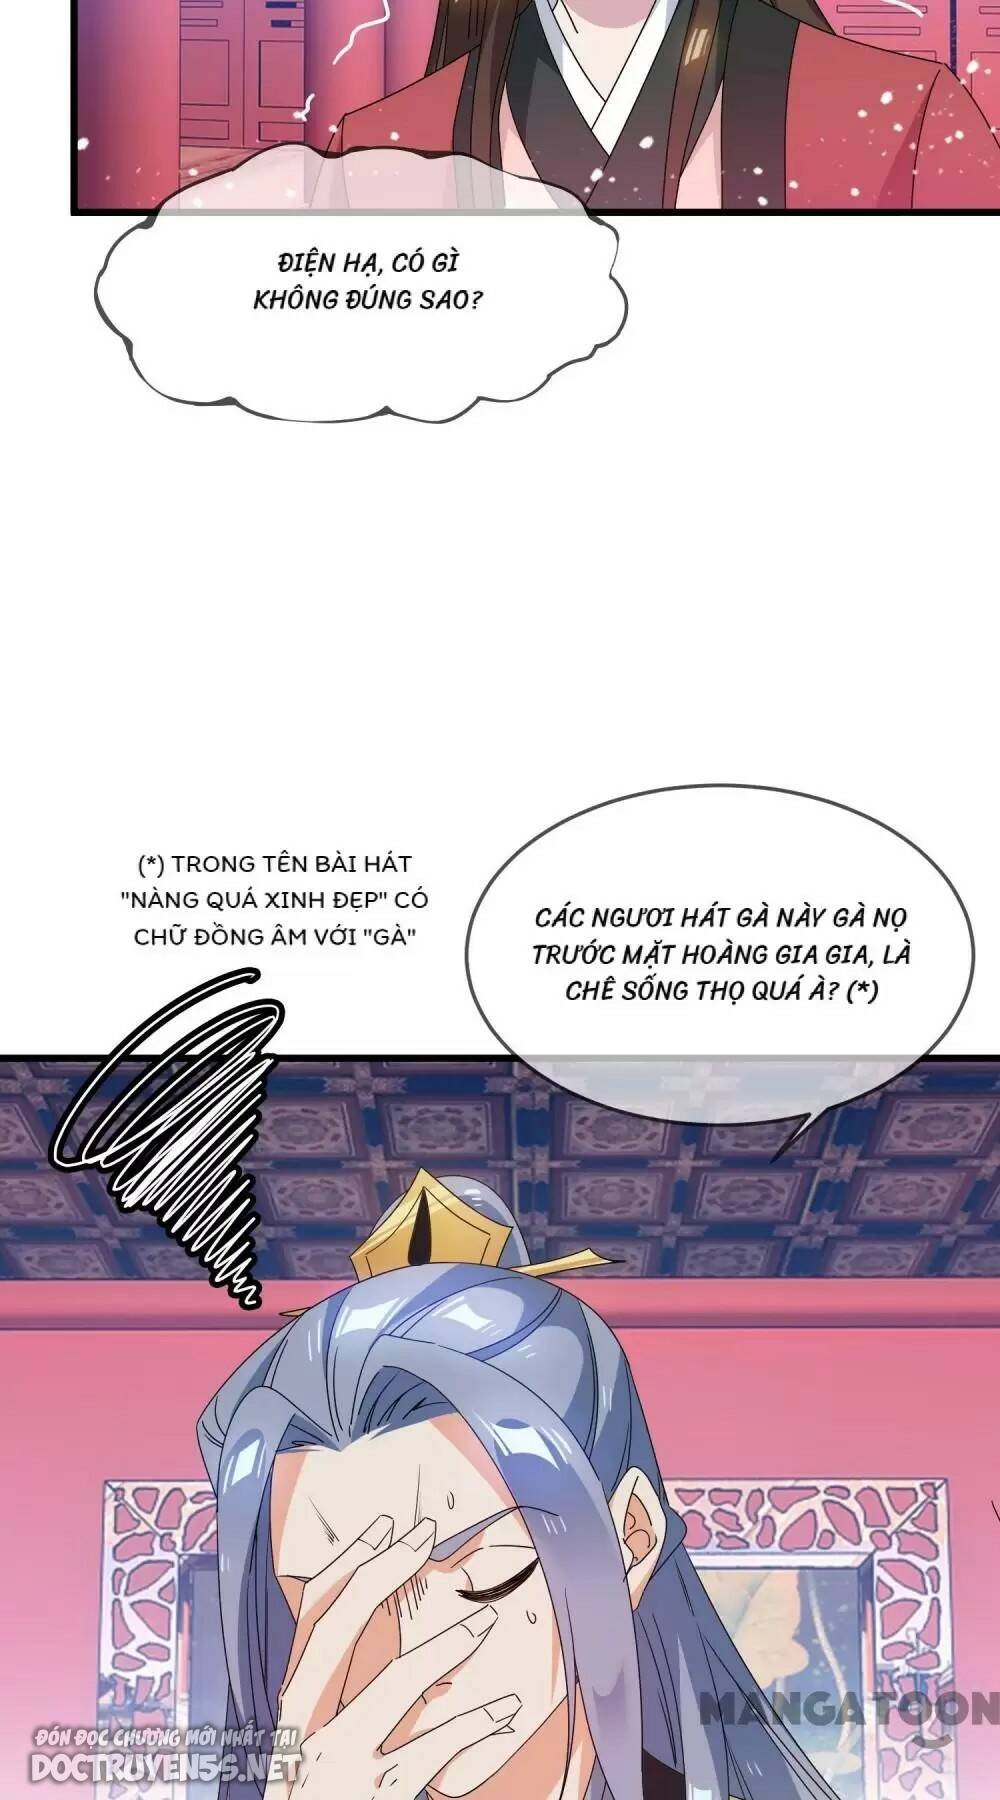 ĐIỆN HẠ, CÓ GÌ
KHÔNG ĐÚNG SAO?
(*) TRONG TÊN BÀI HÁT
"NÀNG QUÁ XINH ĐẸP" CÓ
CHỮ ĐỒNG ÂM VỚI "GÀ"
CÁC NGƯƠI HÁT GÀ NÀY GÀ NỌ
TRƯỚC MẶT HOÀNG GIA GIA, LÀ
CHÊ SỐNG THỌ QUÁ À? (*)
MANGATOON
ĐÓN ĐỌC CHƯƠNG MỚI NHẤT TẠI
DOCTRUYEN5S.NET